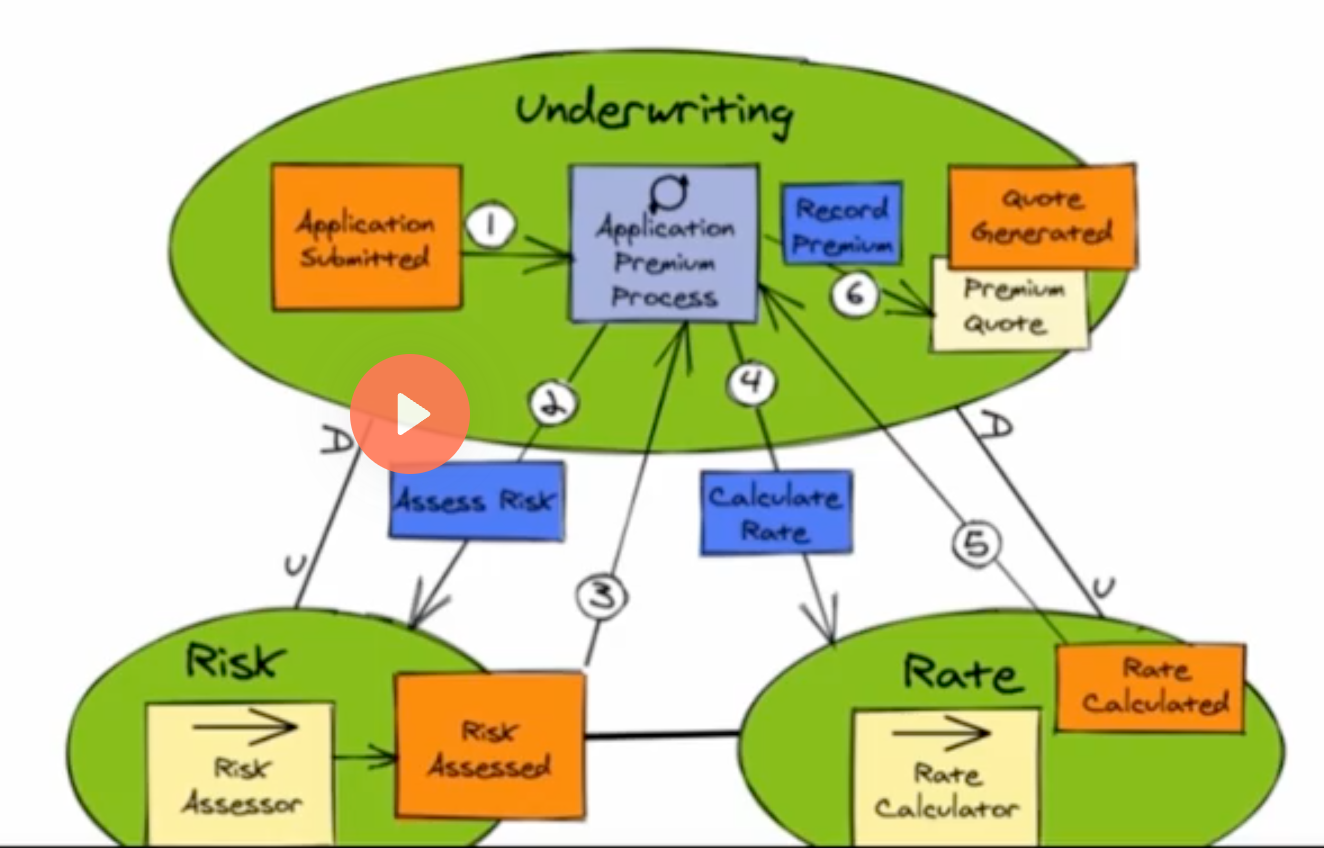 Underwriting
Application
Submitted
1
Application
Premium
Process
Record
Premium
6
Quote
Generated
Premium
Quote
2
3
4
5
D
U
D
U
Assess Risk
Calculate
Rate
Risk
Risk
Assessor
Risk
Assessed
Rate
Rate
Calculator
Rate
Calculated